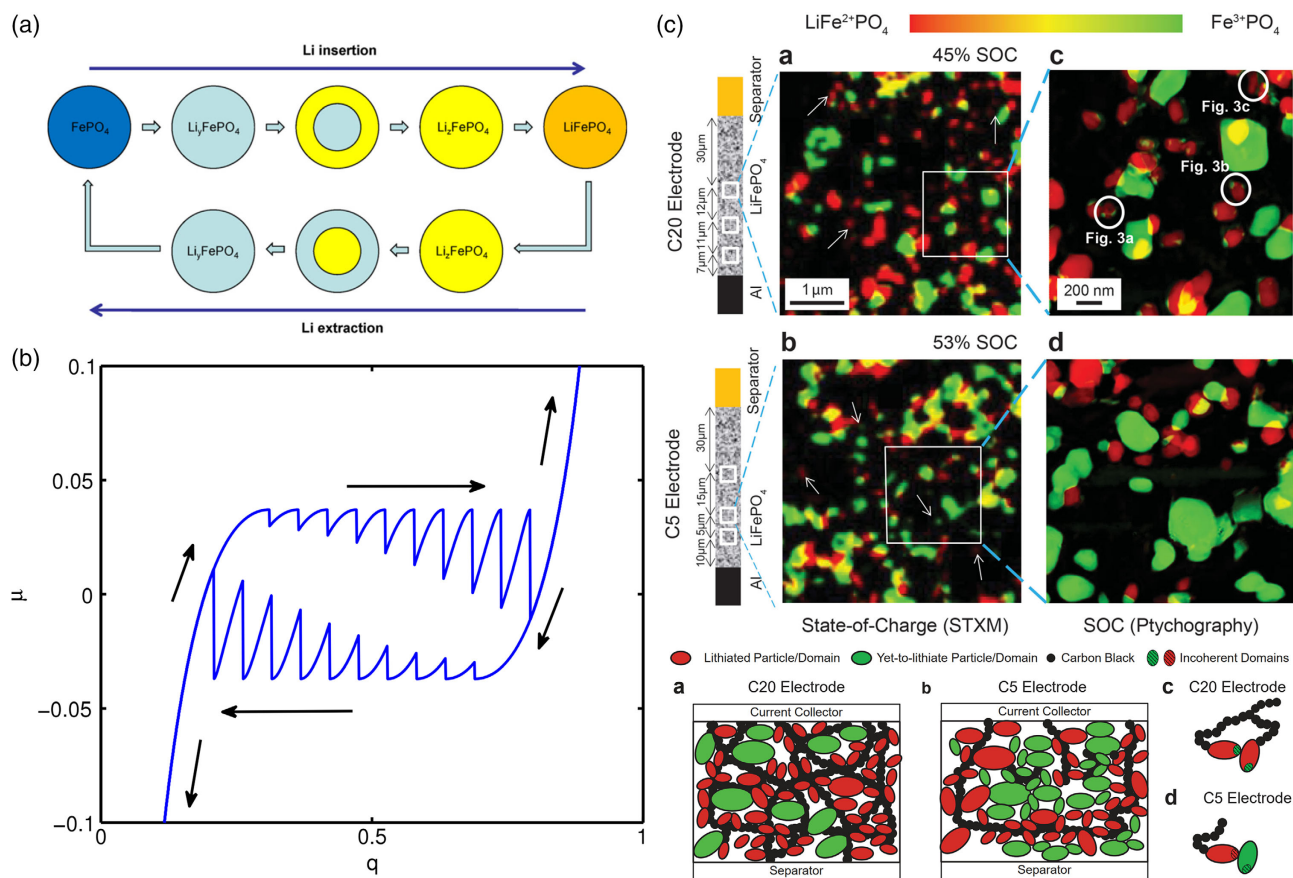 (a)
Li insertion
FePO₄
LiᵧFePO₄
Li_zFePO₄
LiFePO₄
LiᵧFePO₄
Li_zFePO₄
Li extraction
(b)
0.1
0.05
0
−0.05
−0.1
μ
0
0.5
1
q
(c)
LiFe²⁺PO₄
Fe³⁺PO₄
C20 Electrode
Separator
30μm
12μm
11μm
7μm
LiFePO₄
Al
a
45% SOC
1 μm
c
Fig. 3c
Fig. 3b
Fig. 3a
200 nm
C5 Electrode
Separator
30μm
15μm
5μm
10μm
LiFePO₄
Al
b
53% SOC
d
State-of-Charge (STXM)
SOC (Ptychography)
Lithiated Particle/Domain
Yet-to-lithiate Particle/Domain
Carbon Black
Incoherent Domains
a
C20 Electrode
Current Collector
Separator
b
C5 Electrode
Current Collector
Separator
c
C20 Electrode
d
C5 Electrode